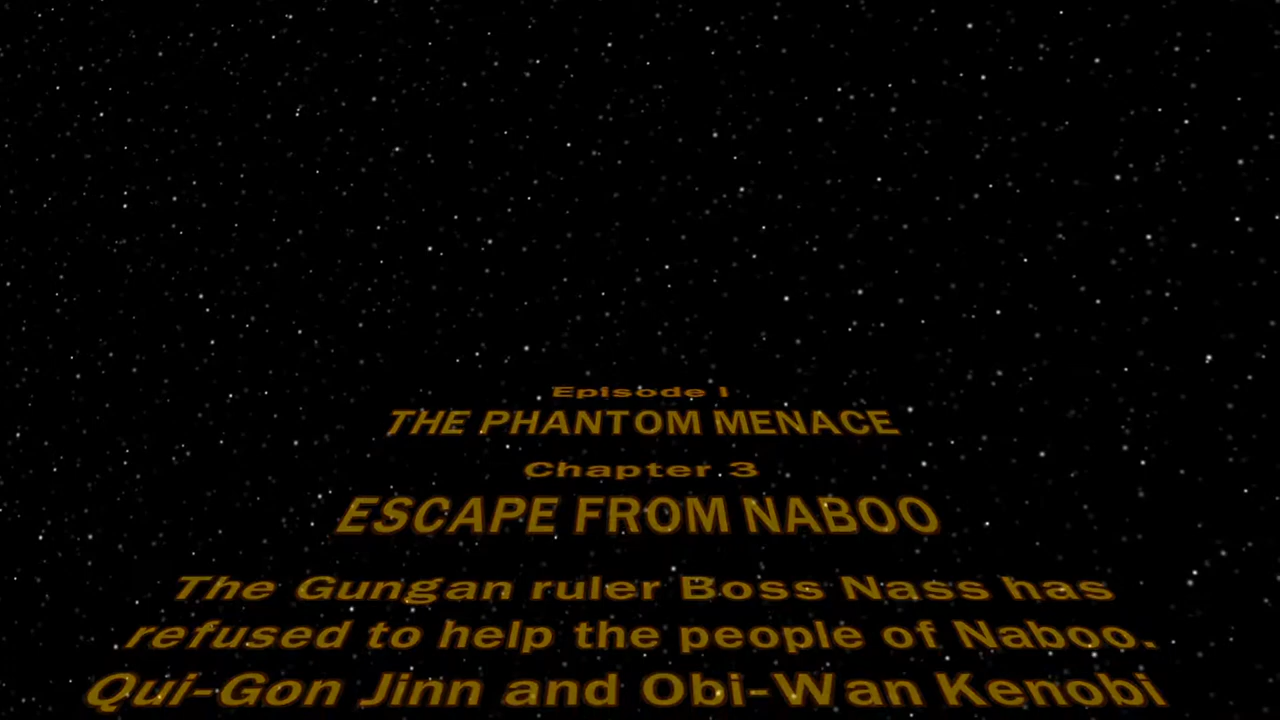 Episode I
THE PHANTOM MENACE
Chapter 3
ESCAPE FROM NABOO
The Gungan ruler Boss Nass has
refused to help the people of Naboo.
Qui-Gon Jinn and Obi-Wan Kenobi